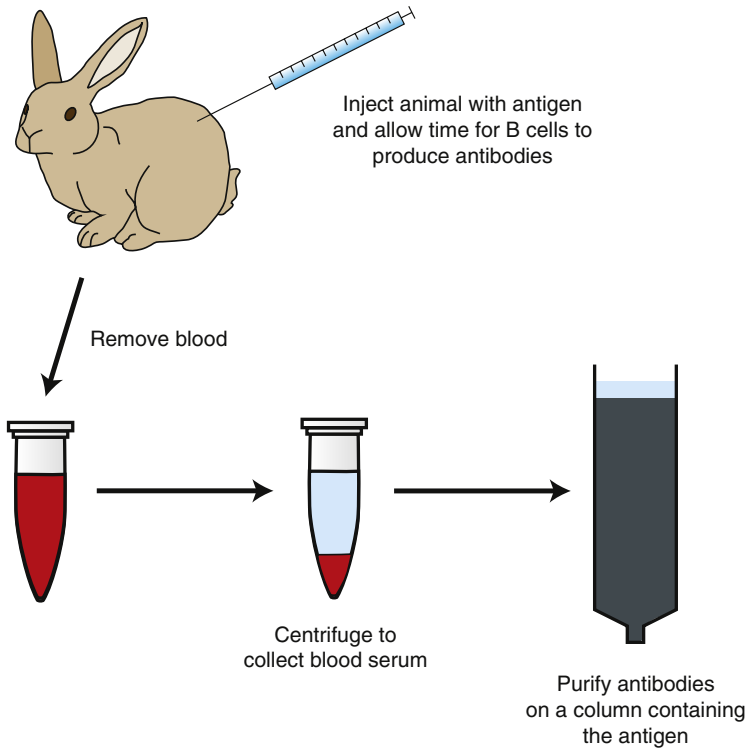 Inject animal with antigen
and allow time for B cells to
produce antibodies
Remove blood
Centrifuge to
collect blood serum
Purify antibodies
on a column containing
the antigen